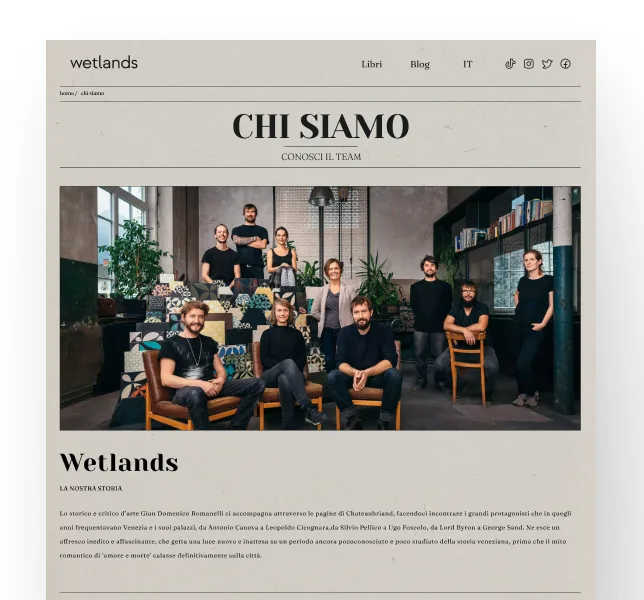 wetlands
Libri Blog IT
home / chi siamo
CHI SIAMO
CONOSCI IL TEAM
Wetlands
LA NOSTRA STORIA
Lo storico e critico d'arte Gian Domenico Romanelli ci accompagna attraverso le pagine di Chateaubriand, facendoci incontrare i grandi protagonisti che in quegli
anni frequentavano Venezia e i suoi palazzi, da Antonio Canova a Leopoldo Cicognara,da Silvio Pellico a Ugo Foscolo, da Lord Byron a George Sand. Ne esce un
affresco inedito e affascinante, che getta una luce nuova e inattesa su un periodo ancora pococonosciuto e poco studiato della storia veneziana, prima che il mito
romantico di 'amore e morte' calasse definitivamente sulla città.